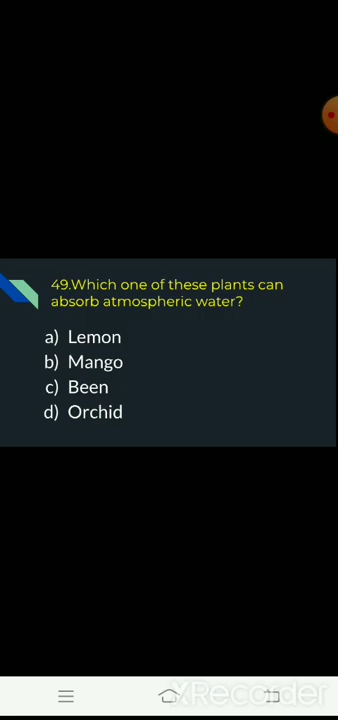 49.Which one of these plants can
absorb atmospheric water?
a) Lemon
b) Mango
c) Been
d) Orchid
XRecorder